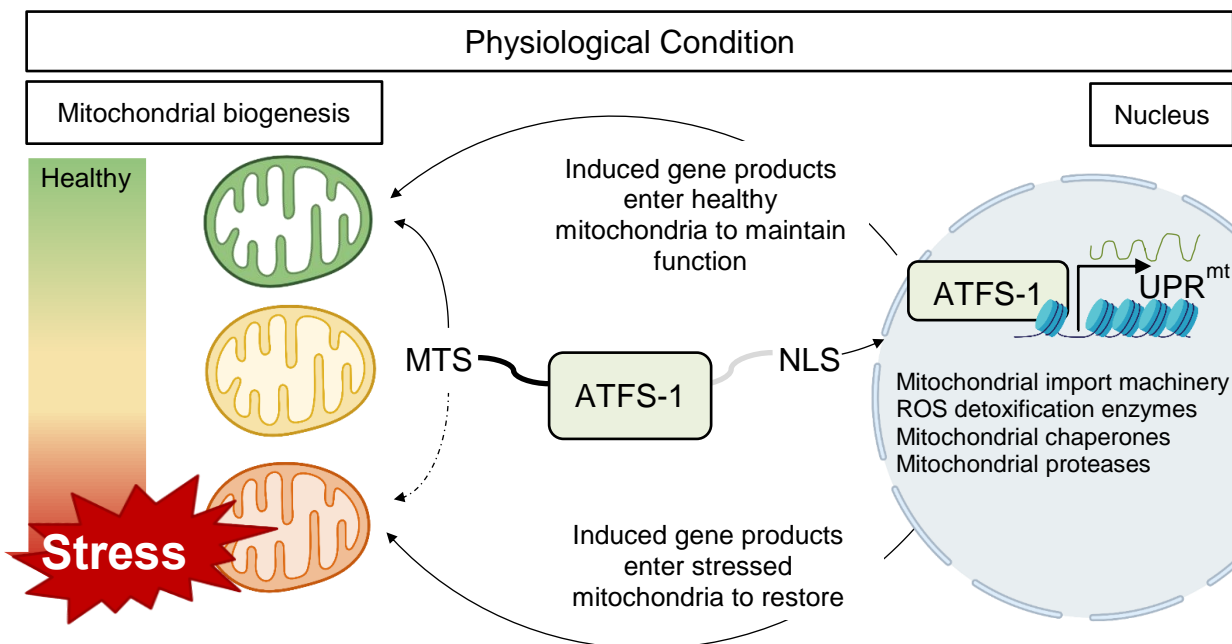 Physiological Condition
Mitochondrial biogenesis
Nucleus
Healthy
Induced gene products
enter healthy
mitochondria to maintain
function
ATFS-1
UPRmt
MTS
ATFS-1
NLS
Mitochondrial import machinery
ROS detoxification enzymes
Mitochondrial chaperones
Mitochondrial proteases
Stress
Induced gene products
enter stressed
mitochondria to restore